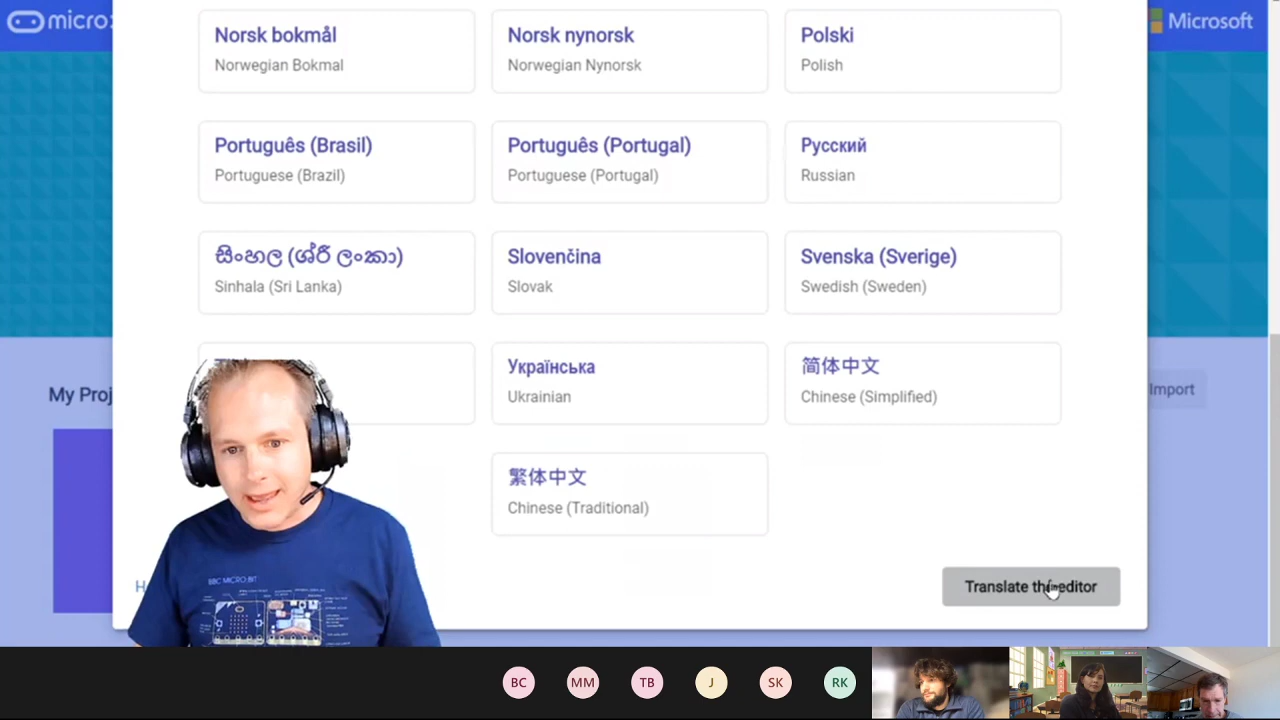 micro:
Microsoft
Norsk bokmål
Norwegian Bokmal
Norsk nynorsk
Norwegian Nynorsk
Polski
Polish
Português (Brasil)
Portuguese (Brazil)
Português (Portugal)
Portuguese (Portugal)
Русский
Russian
සිංහල (ශ්රී ලංකා)
Sinhala (Sri Lanka)
Slovenčina
Slovak
Svenska (Sverige)
Swedish (Sweden)
Українська
Ukrainian
简体中文
Chinese (Simplified)
My Proj
Import
繁体中文
Chinese (Traditional)
H
Translate the editor
BBC MICRO:BIT
BC
MM
TB
J
SK
RK